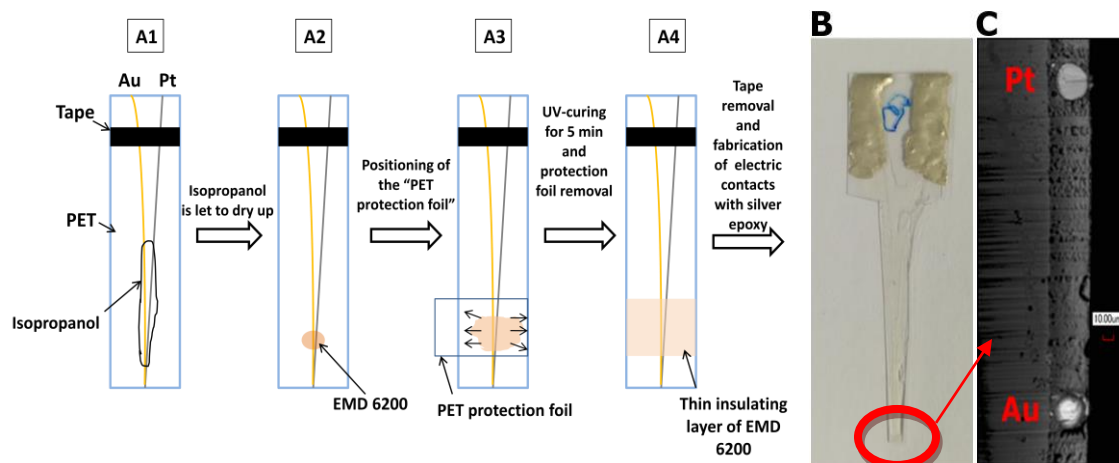 A1
A2
A3
A4
B
C
Au
Pt
Tape
PET
Isopropanol
Isopropanol
is let to dry up
EMD 6200
Positioning of
the “PET
protection foil”
PET protection foil
UV-curing
for 5 min
and
protection
foil removal
Thin insulating
layer of EMD
6200
Tape
removal
and
fabrication
of electric
contacts
with silver
epoxy
Pt
10.00um
Au